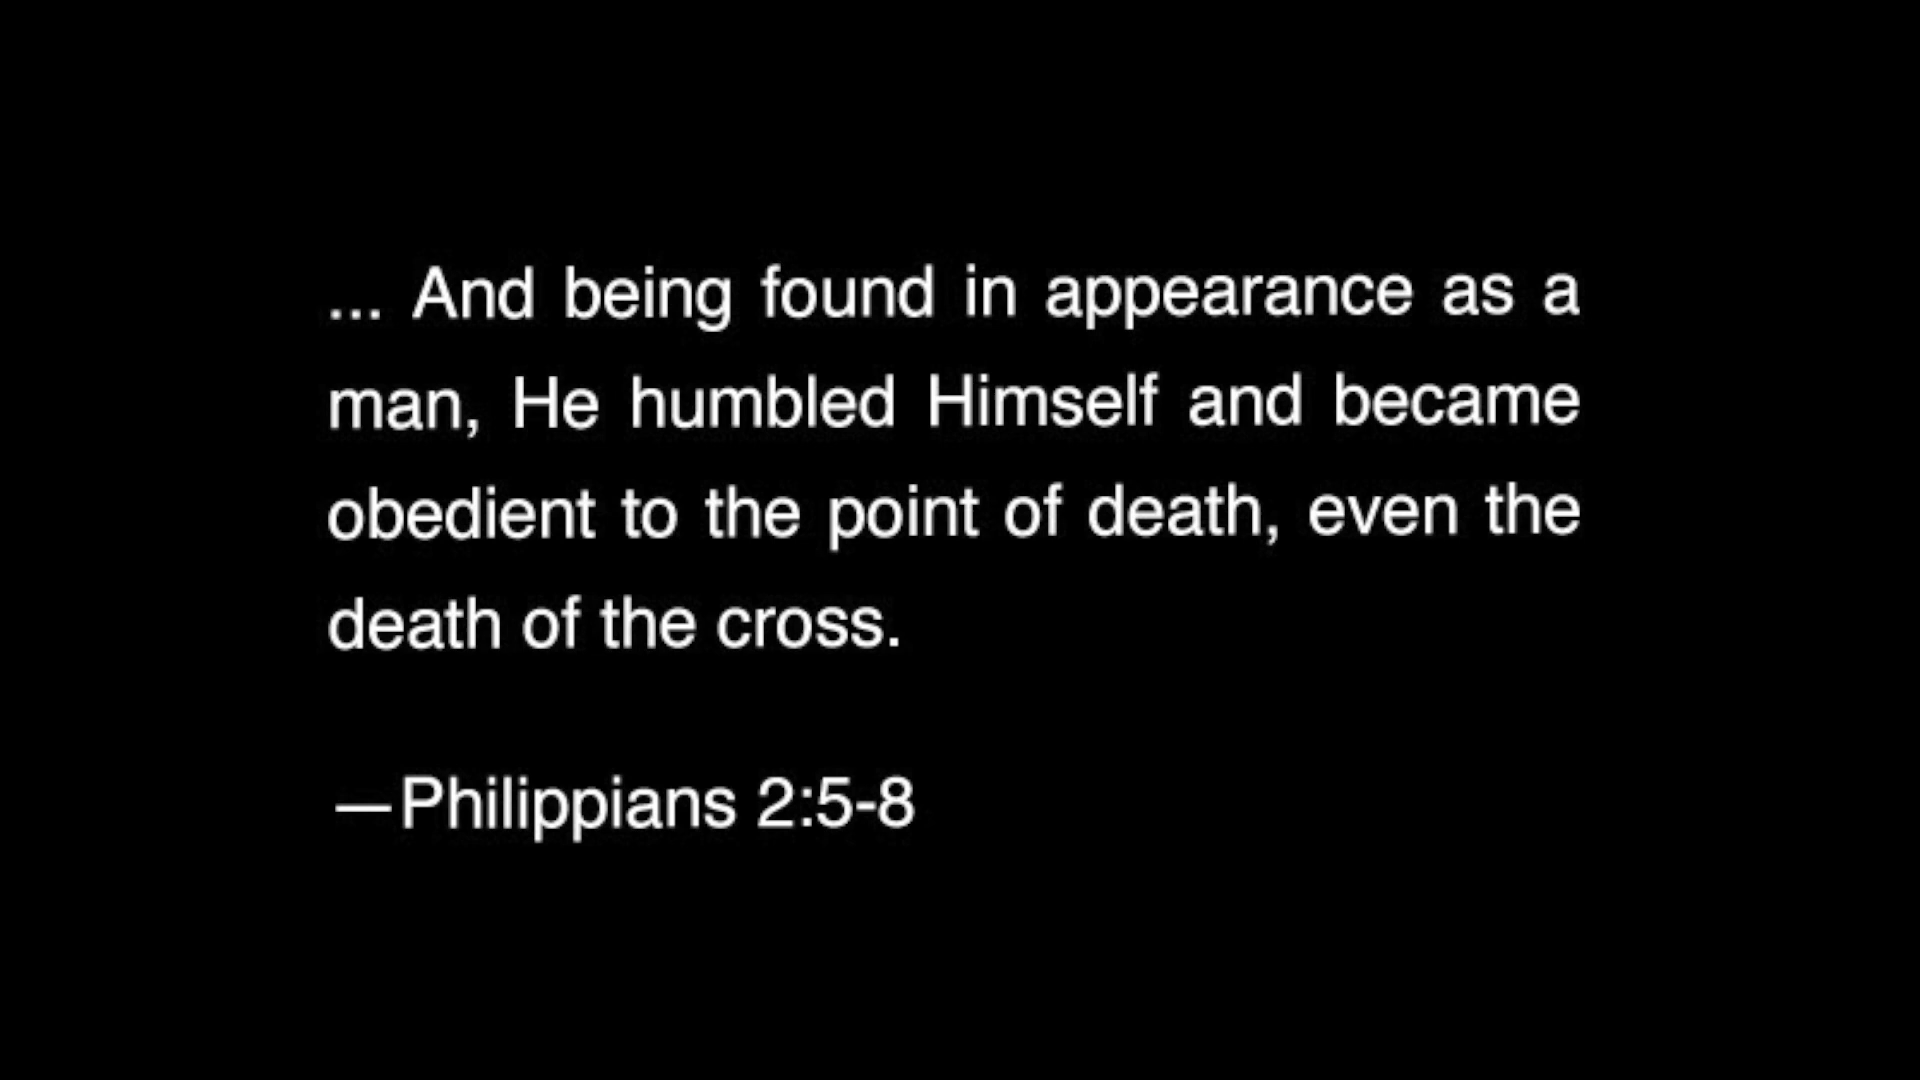 ... And being found in appearance as a
man, He humbled Himself and became
obedient to the point of death, even the
death of the cross.
—Philippians 2:5-8